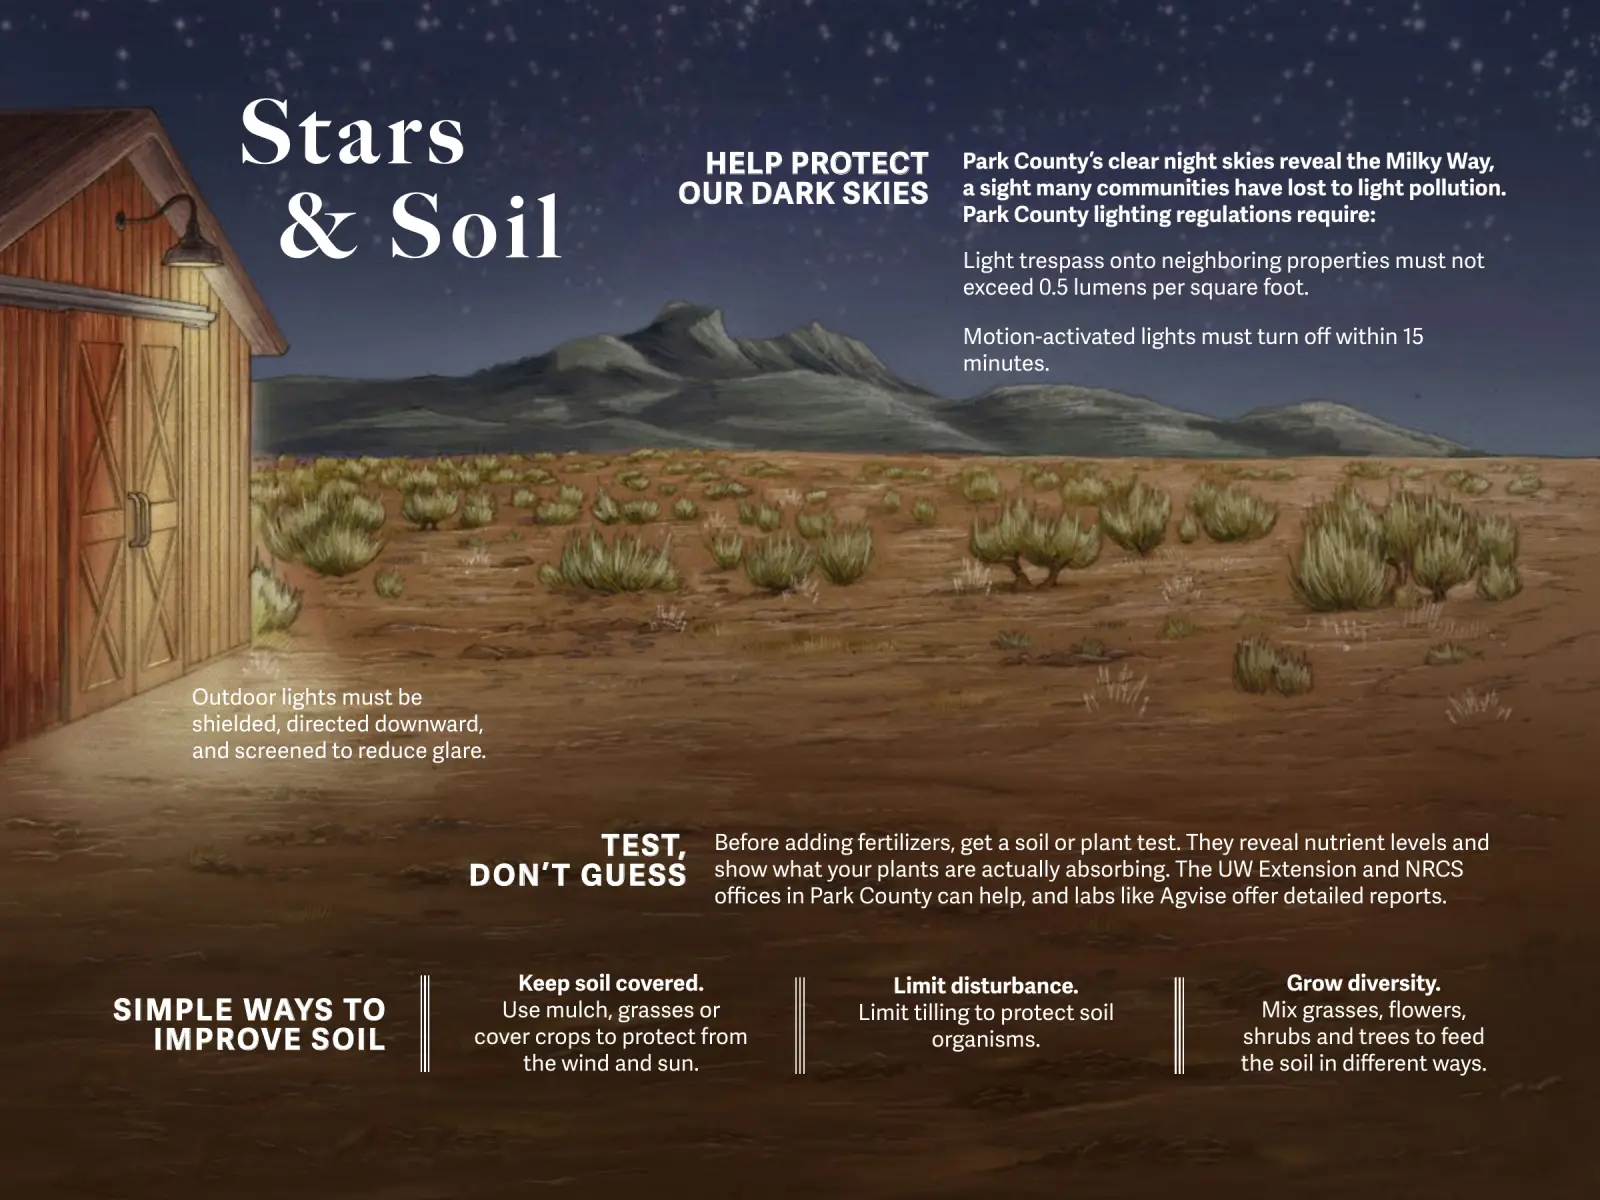 Stars
& Soil
HELP PROTECT
OUR DARK SKIES
Park County's clear night skies reveal the Milky Way,
a sight many communities have lost to light pollution.
Park County lighting regulations require:
Light trespass onto neighboring properties must not
exceed 0.5 lumens per square foot.
Motion-activated lights must turn off within 15
minutes.
Outdoor lights must be
shielded, directed downward,
and screened to reduce glare.
TEST,
DON'T GUESS
Before adding fertilizers, get a soil or plant test. They reveal nutrient levels and
show what your plants are actually absorbing. The UW Extension and NRCS
offices in Park County can help, and labs like Agvise offer detailed reports.
SIMPLE WAYS TO
IMPROVE SOIL
Keep soil covered.
Use mulch, grasses or
cover crops to protect from
the wind and sun.
Limit disturbance.
Limit tilling to protect soil
organisms.
Grow diversity.
Mix grasses, flowers,
shrubs and trees to feed
the soil in different ways.